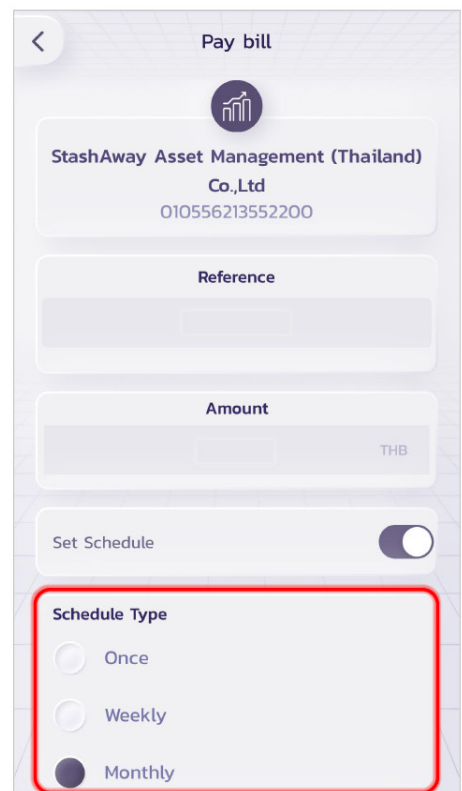 Pay bill
StashAway Asset Management (Thailand)
Co.,Ltd
010556213552200
Reference
Amount
THB
Set Schedule
Schedule Type
Once
Weekly
Monthly